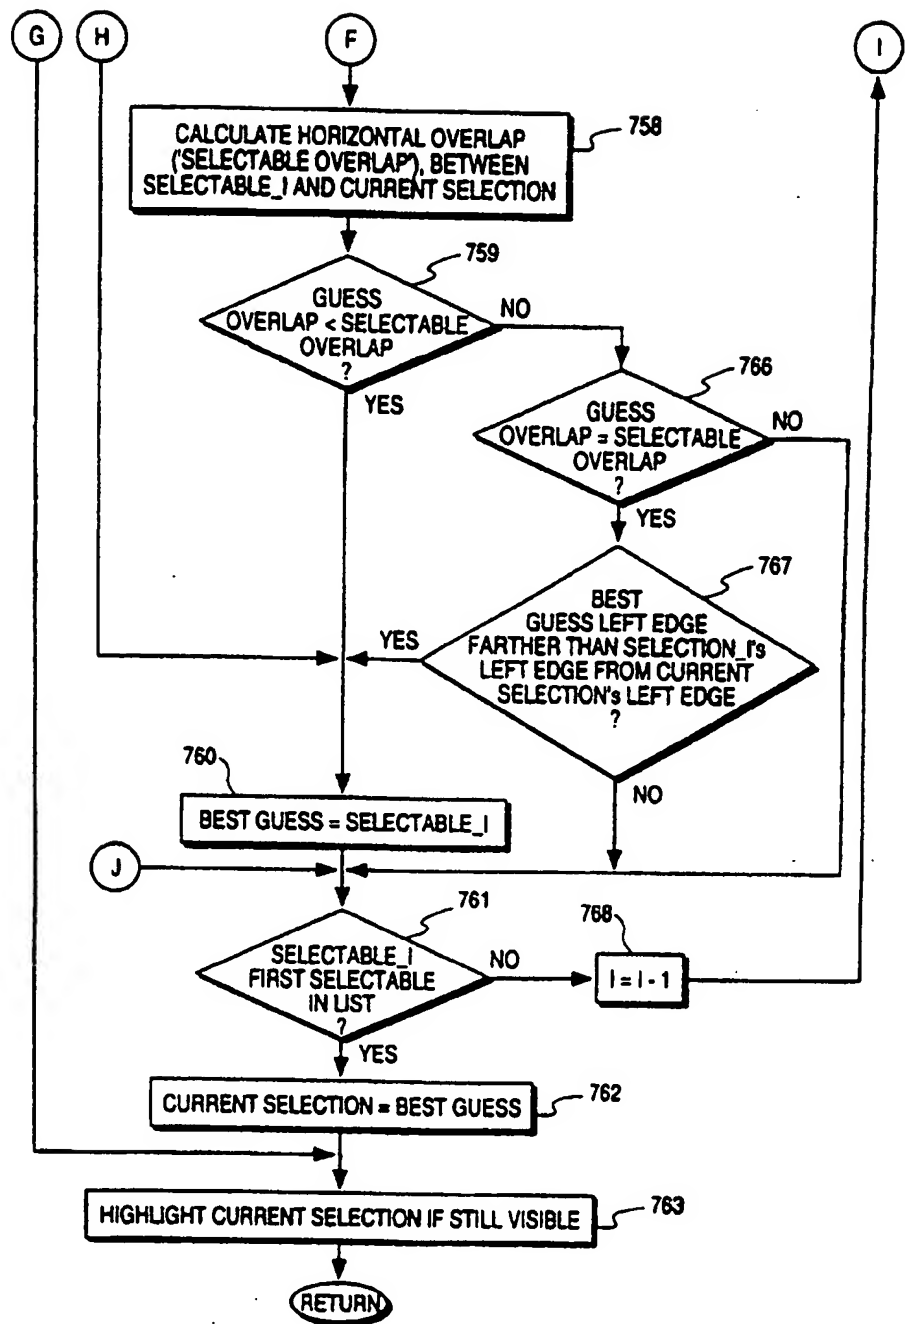 G
H
F
I
CALCULATE HORIZONTAL OVERLAP
('SELECTABLE OVERLAP'), BETWEEN
SELECTABLE_I AND CURRENT SELECTION
758
759
GUESS
OVERLAP < SELECTABLE
OVERLAP
?
NO
YES
766
GUESS
OVERLAP = SELECTABLE
OVERLAP
?
NO
YES
767
BEST
GUESS LEFT EDGE
FARTHER THAN SELECTION_I's
LEFT EDGE FROM CURRENT
SELECTION's LEFT EDGE
?
YES
NO
760
BEST GUESS = SELECTABLE_I
J
761
SELECTABLE_I
FIRST SELECTABLE
IN LIST
?
NO
768
I = I - 1
YES
CURRENT SELECTION = BEST GUESS
762
HIGHLIGHT CURRENT SELECTION IF STILL VISIBLE
763
RETURN